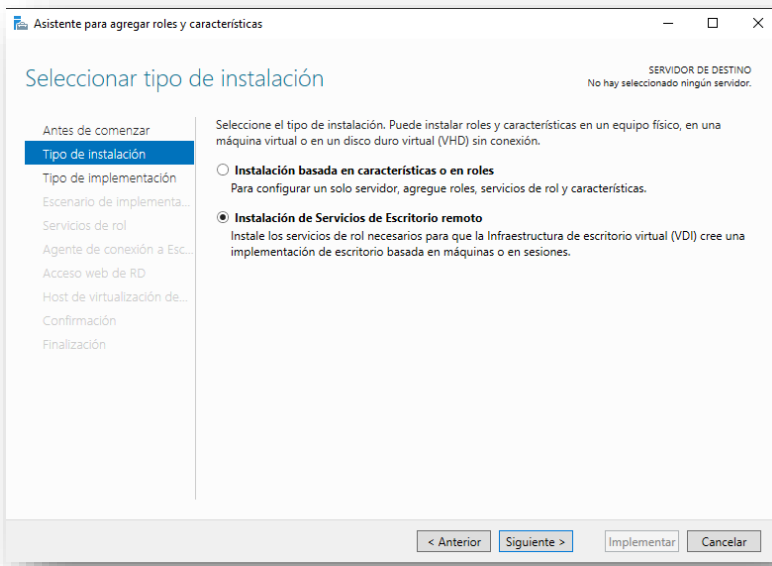 Asistente para agregar roles y características
Seleccionar tipo de instalación
SERVIDOR DE DESTINO
No hay seleccionado ningún servidor.
Antes de comenzar
Tipo de instalación
Tipo de implementación
Escenario de implementa...
Servicios de rol
Agente de conexión a Esc...
Acceso web de RD
Host de virtualización de...
Confirmación
Finalización
Seleccione el tipo de instalación. Puede instalar roles y características en un equipo físico, en una
máquina virtual o en un disco duro virtual (VHD) sin conexión.
Instalación basada en características o en roles
Para configurar un solo servidor, agregue roles, servicios de rol y características.
Instalación de Servicios de Escritorio remoto
Instale los servicios de rol necesarios para que la Infraestructura de escritorio virtual (VDI) cree una
implementación de escritorio basada en máquinas o en sesiones.
< Anterior
Siguiente >
Implementar
Cancelar